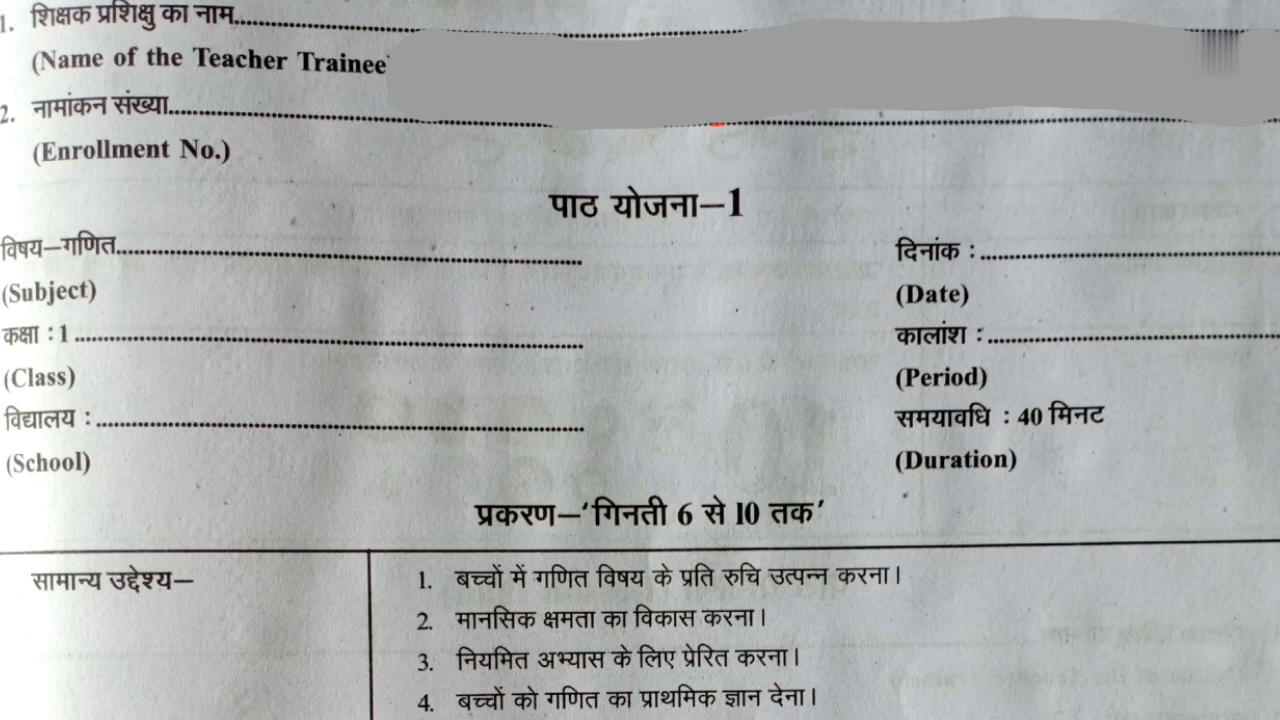 1. शिक्षक प्रशिक्षु का नाम
(Name of the Teacher Trainee
2. नामांकन संख्या
(Enrollment No.)
पाठ योजना–1
विषय–गणित दिनांक :
(Subject) (Date)
कक्षा : 1 कालांश :
(Class) (Period)
विद्यालय : समयावधि : 40 मिनट
(School) (Duration)
प्रकरण–'गिनती 6 से 10 तक'
सामान्य उद्देश्य– 1. बच्चों में गणित विषय के प्रति रुचि उत्पन्न करना।
2. मानसिक क्षमता का विकास करना।
3. नियमित अभ्यास के लिए प्रेरित करना।
4. बच्चों को गणित का प्राथमिक ज्ञान देना।